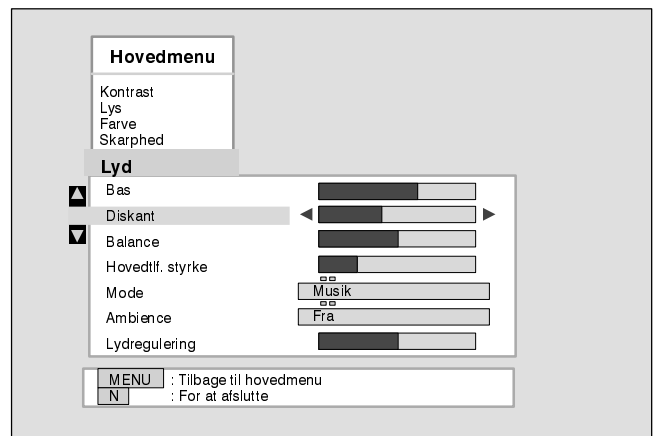 Hovedmenu
Kontrast
Lys
Farve
Skarphed
Lyd
Bas
Diskant
Balance
Hovedtlf. styrke
Mode Musik
Ambience Fra
Lydregulering
MENU : Tilbage til hovedmenu
N : For at afslutte